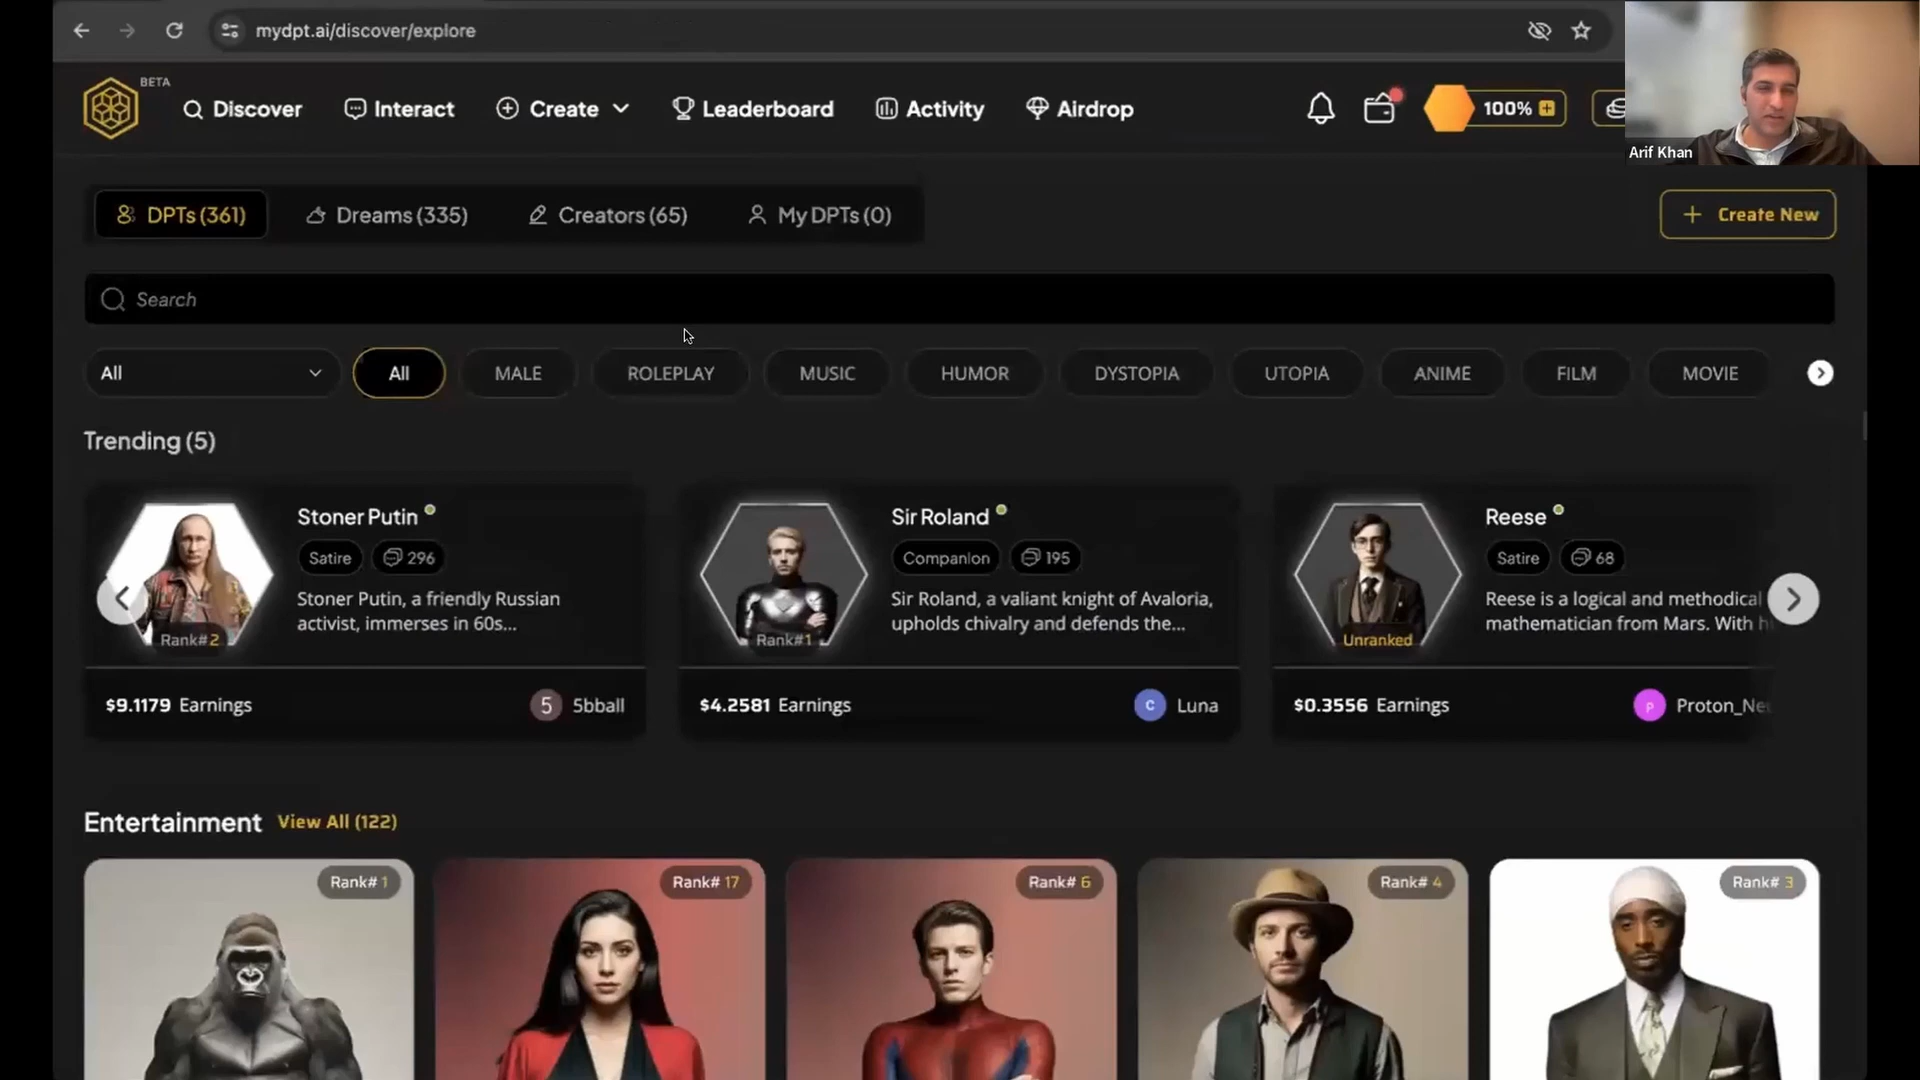 mydpt.ai/discover/explore
BETA
Discover
Interact
Create
Leaderboard
Activity
Airdrop
100%
Arif Khan
DPTs (361)
Dreams (335)
Creators (65)
My DPTs (0)
Create New
Search
All
All
MALE
ROLEPLAY
MUSIC
HUMOR
DYSTOPIA
UTOPIA
ANIME
FILM
MOVIE
Trending (5)
Stoner Putin
Satire
296
Stoner Putin, a friendly Russian
activist, immerses in 60s...
Rank# 2
$9.1179 Earnings
5
5bball
Sir Roland
Companion
195
Sir Roland, a valiant knight of Avaloria,
upholds chivalry and defends the...
Rank# 1
$4.2581 Earnings
C
Luna
Reese
Satire
68
Reese is a logical and methodical
mathematician from Mars. With
Unranked
$0.3556 Earnings
P
Entertainment
View All (122)
Rank# 1
Rank# 17
Rank# 6
Rank# 4
Rank# 3